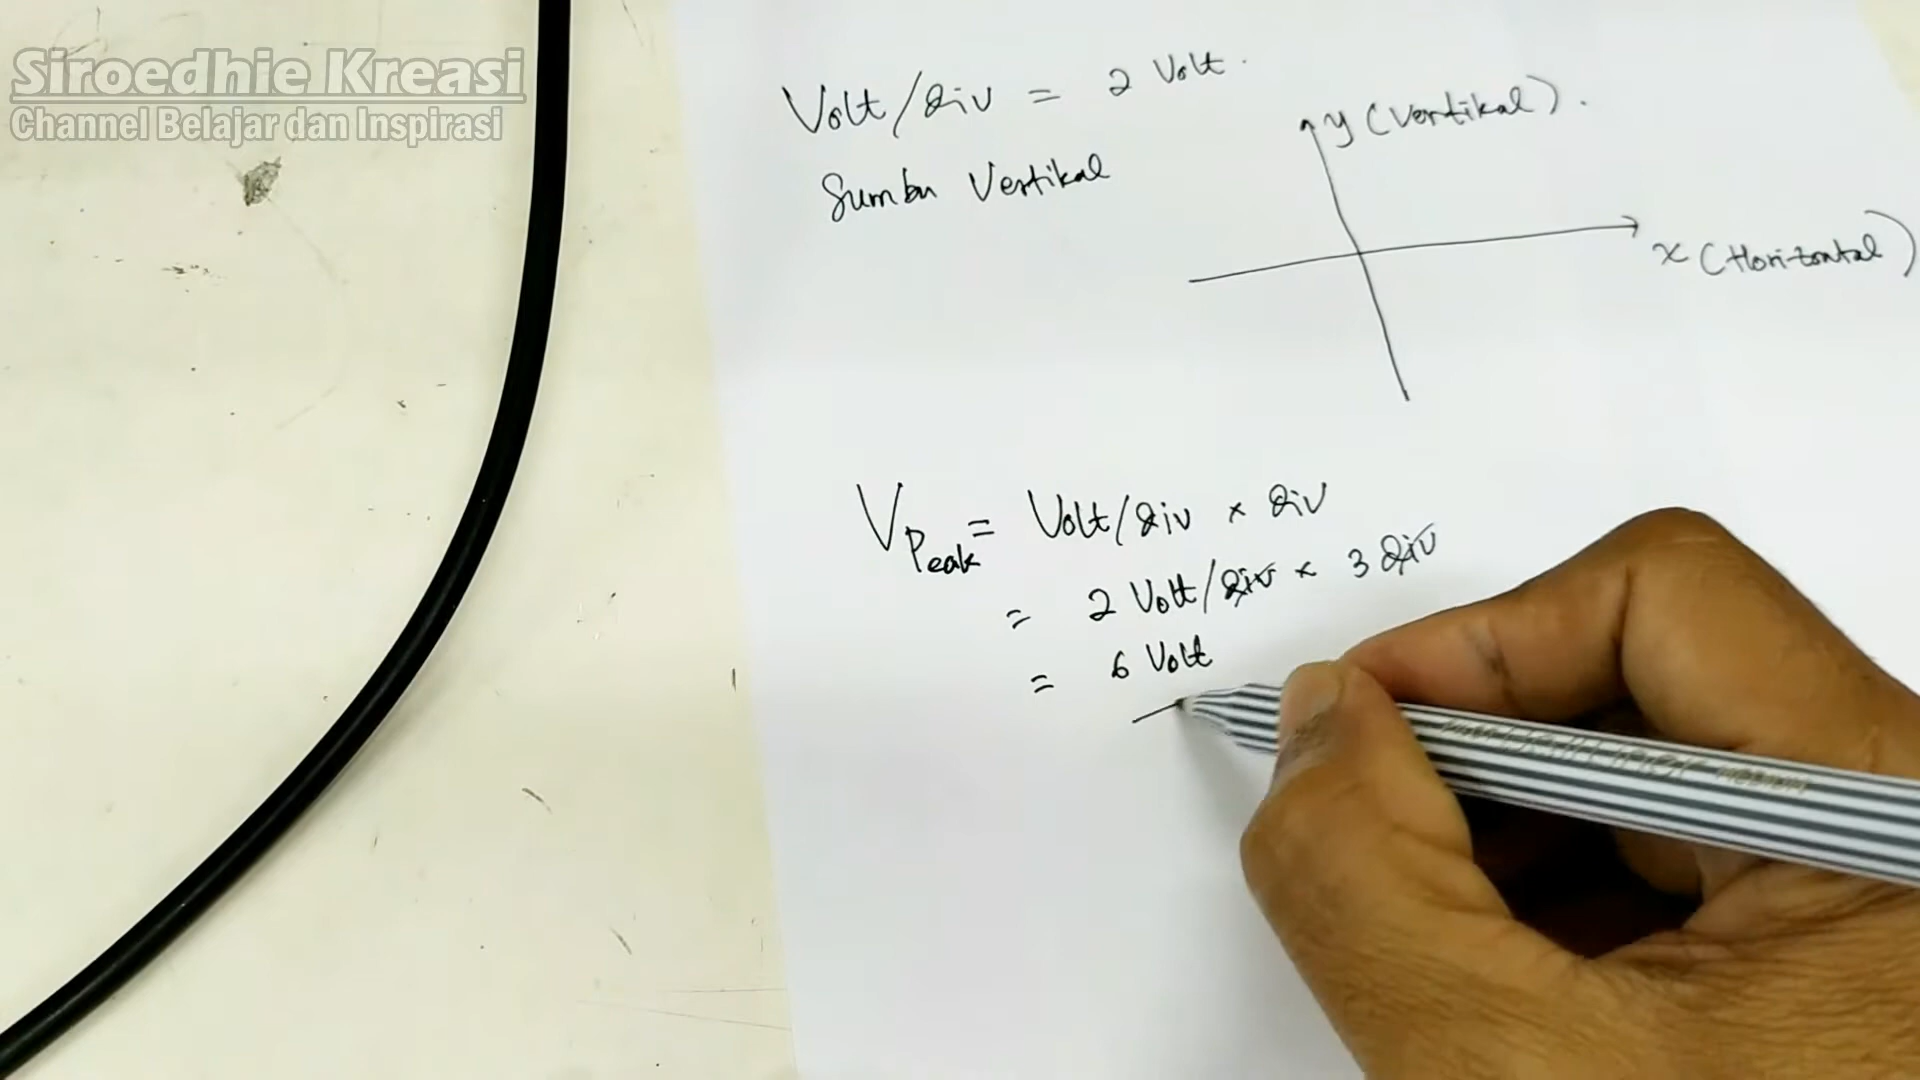 Siroedhie Kreasi
Channel Belajar dan Inspirasi
Volt/div = 2 Volt.
Sumbu Vertikal
y (Vertikal).
x (Horizontal)
VPeak = Volt/div × div
= 2 Volt/div × 3 div
= 6 Volt